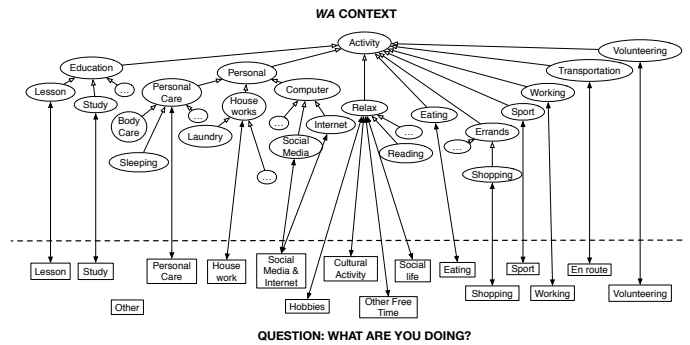 WA CONTEXT
Activity
Volunteering
Education
Personal
Transportation
Lesson
...
Study
Personal
Care
Computer
Working
Body
Care
...
House
works
Relax
Eating
Sport
Laundry
...
Internet
...
Errands
Sleeping
Social
Media
Reading
...
...
Shopping
Lesson
Study
Personal
Care
House
work
Social
Media &
Internet
Cultural
Activity
Social
life
Eating
Sport
En route
Other
Hobbies
Other Free
Time
Shopping
Working
Volunteering
QUESTION: WHAT ARE YOU DOING?